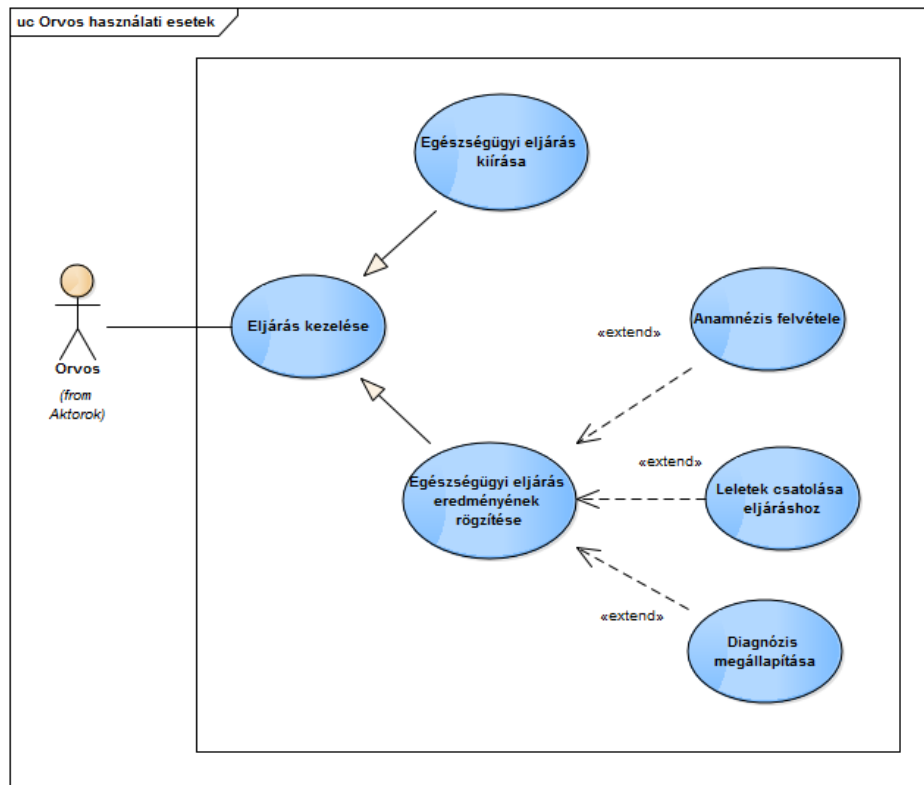 uc Orvos használati esetek
Egészségügyi eljárás
kiírása
Eljárás kezelése
Orvos
(from
Aktorok)
Anamnézis felvétele
«extend»
Egészségügyi eljárás
eredményének
rögzítése
«extend»
Leletek csatolása
eljáráshoz
«extend»
Diagnózis
megállapítása